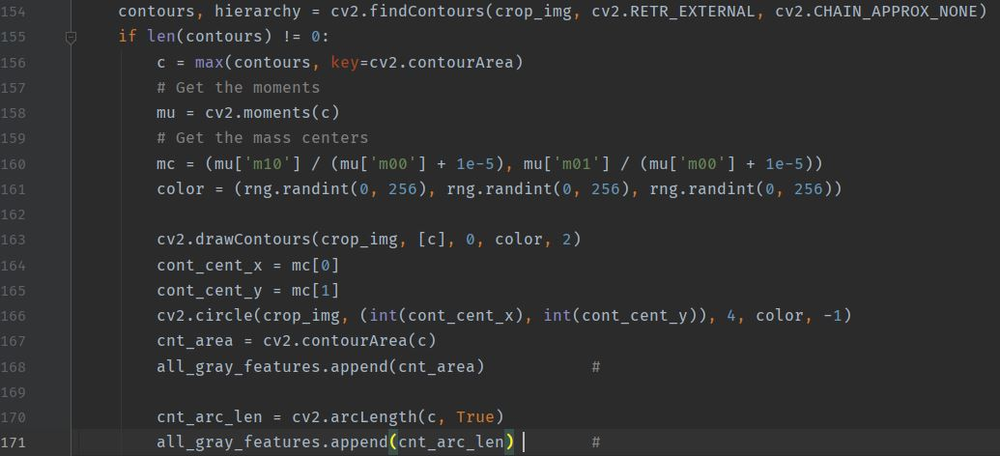 154 contours, hierarchy = cv2.findContours(crop_img, cv2.RETR_EXTERNAL, cv2.CHAIN_APPROX_NONE)
155 if len(contours) != 0:
156 c = max(contours, key=cv2.contourArea)
157 # Get the moments
158 mu = cv2.moments(c)
159 # Get the mass centers
160 mc = (mu['m10'] / (mu['m00'] + 1e-5), mu['m01'] / (mu['m00'] + 1e-5))
161 color = (rng.randint(0, 256), rng.randint(0, 256), rng.randint(0, 256))
162
163 cv2.drawContours(crop_img, [c], 0, color, 2)
164 cont_cent_x = mc[0]
165 cont_cent_y = mc[1]
166 cv2.circle(crop_img, (int(cont_cent_x), int(cont_cent_y)), 4, color, -1)
167 cnt_area = cv2.contourArea(c)
168 all_gray_features.append(cnt_area) #
169
170 cnt_arc_len = cv2.arcLength(c, True)
171 all_gray_features.append(cnt_arc_len) #